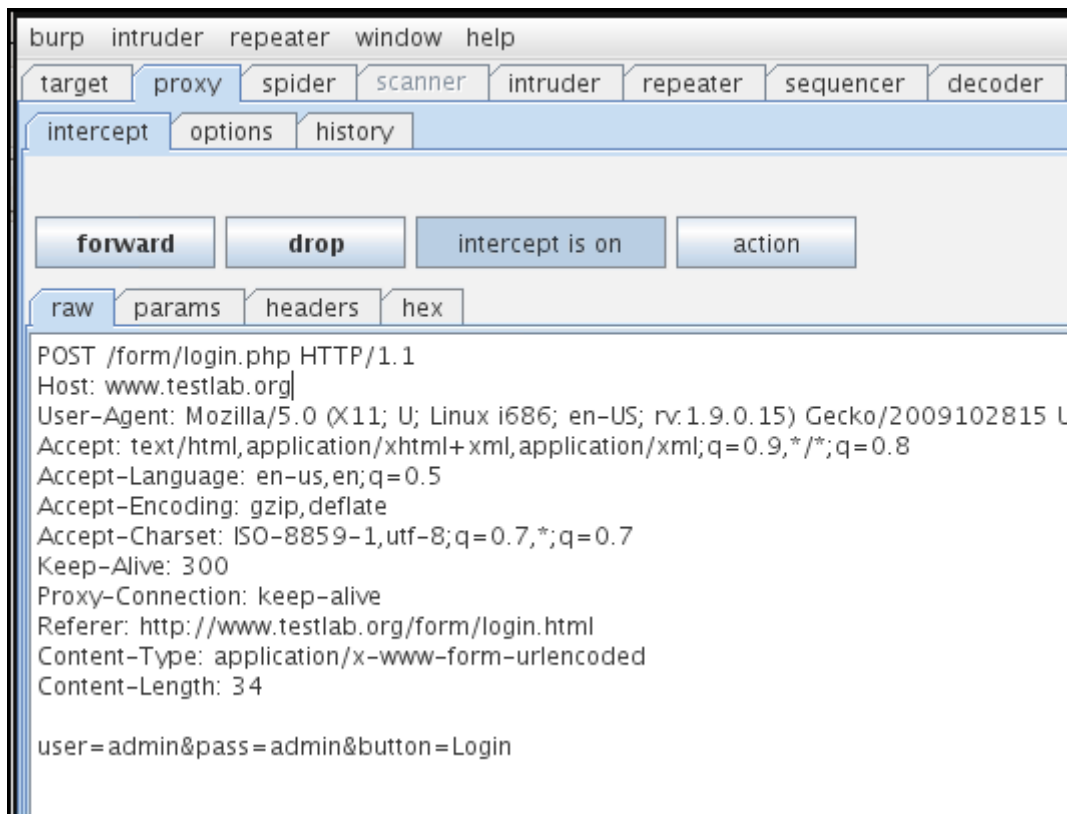 burp intruder repeater window help
target proxy spider scanner intruder repeater sequencer decoder
intercept options history
forward drop intercept is on action
raw params headers hex
POST /form/login.php HTTP/1.1
Host: www.testlab.org
User-Agent: Mozilla/5.0 (X11; U; Linux i686; en-US; rv:1.9.0.15) Gecko/2009102815 U
Accept: text/html,application/xhtml+xml,application/xml;q=0.9,*/*;q=0.8
Accept-Language: en-us,en;q=0.5
Accept-Encoding: gzip,deflate
Accept-Charset: ISO-8859-1,utf-8;q=0.7,*;q=0.7
Keep-Alive: 300
Proxy-Connection: keep-alive
Referer: http://www.testlab.org/form/login.html
Content-Type: application/x-www-form-urlencoded
Content-Length: 34
user=admin&pass=admin&button=Login